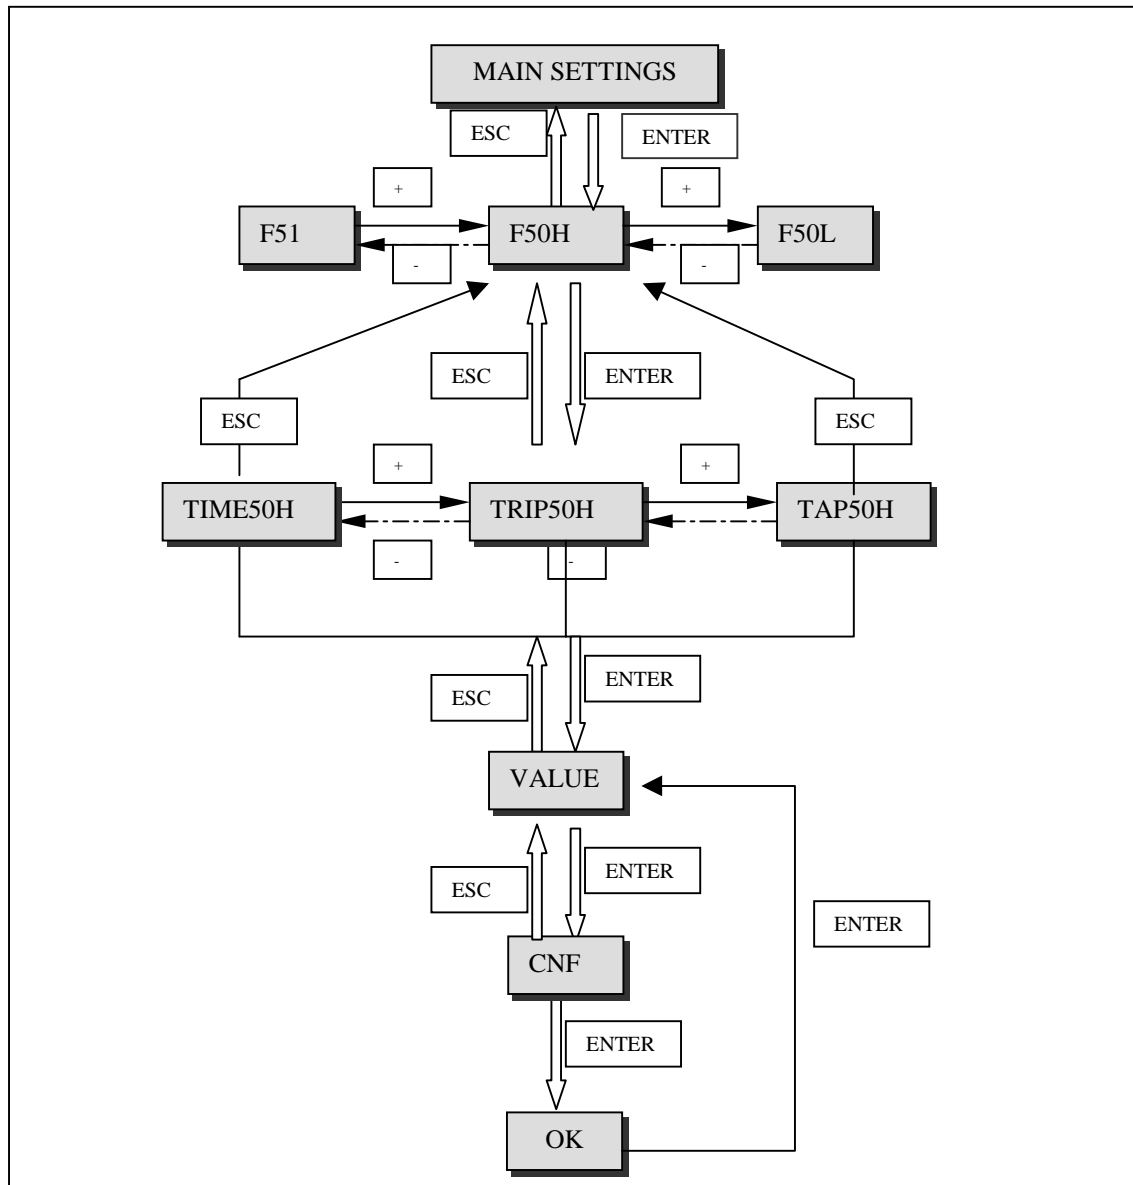 MAIN SETTINGS
ESC
ENTER
+
+
F51
F50H
F50L
-
-
ESC
ENTER
ESC
ESC
+
+
TIME50H
TRIP50H
TAP50H
-
-
ESC
ENTER
VALUE
ESC
ENTER
ENTER
CNF
ENTER
OK